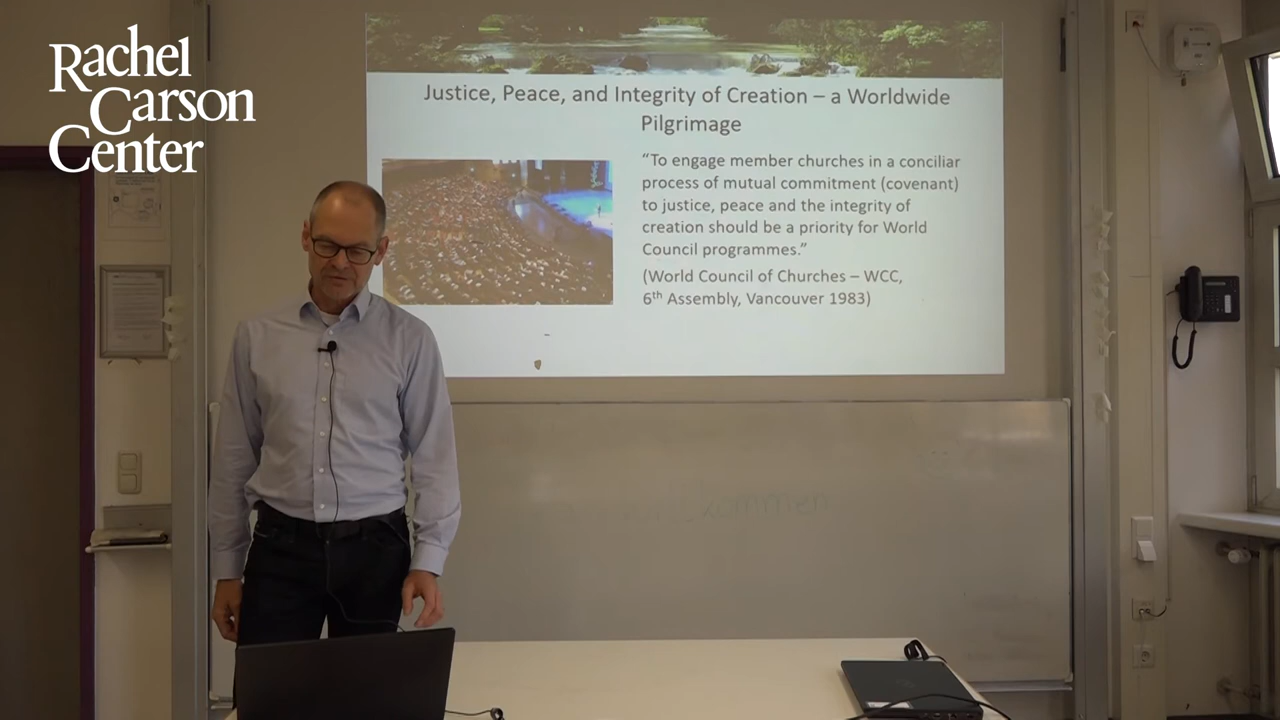 Rachel
Carson
Center
Justice, Peace, and Integrity of Creation – a Worldwide
Pilgrimage
“To engage member churches in a conciliar
process of mutual commitment (covenant)
to justice, peace and the integrity of
creation should be a priority for World
Council programmes.”
(World Council of Churches – WCC,
6th Assembly, Vancouver 1983)